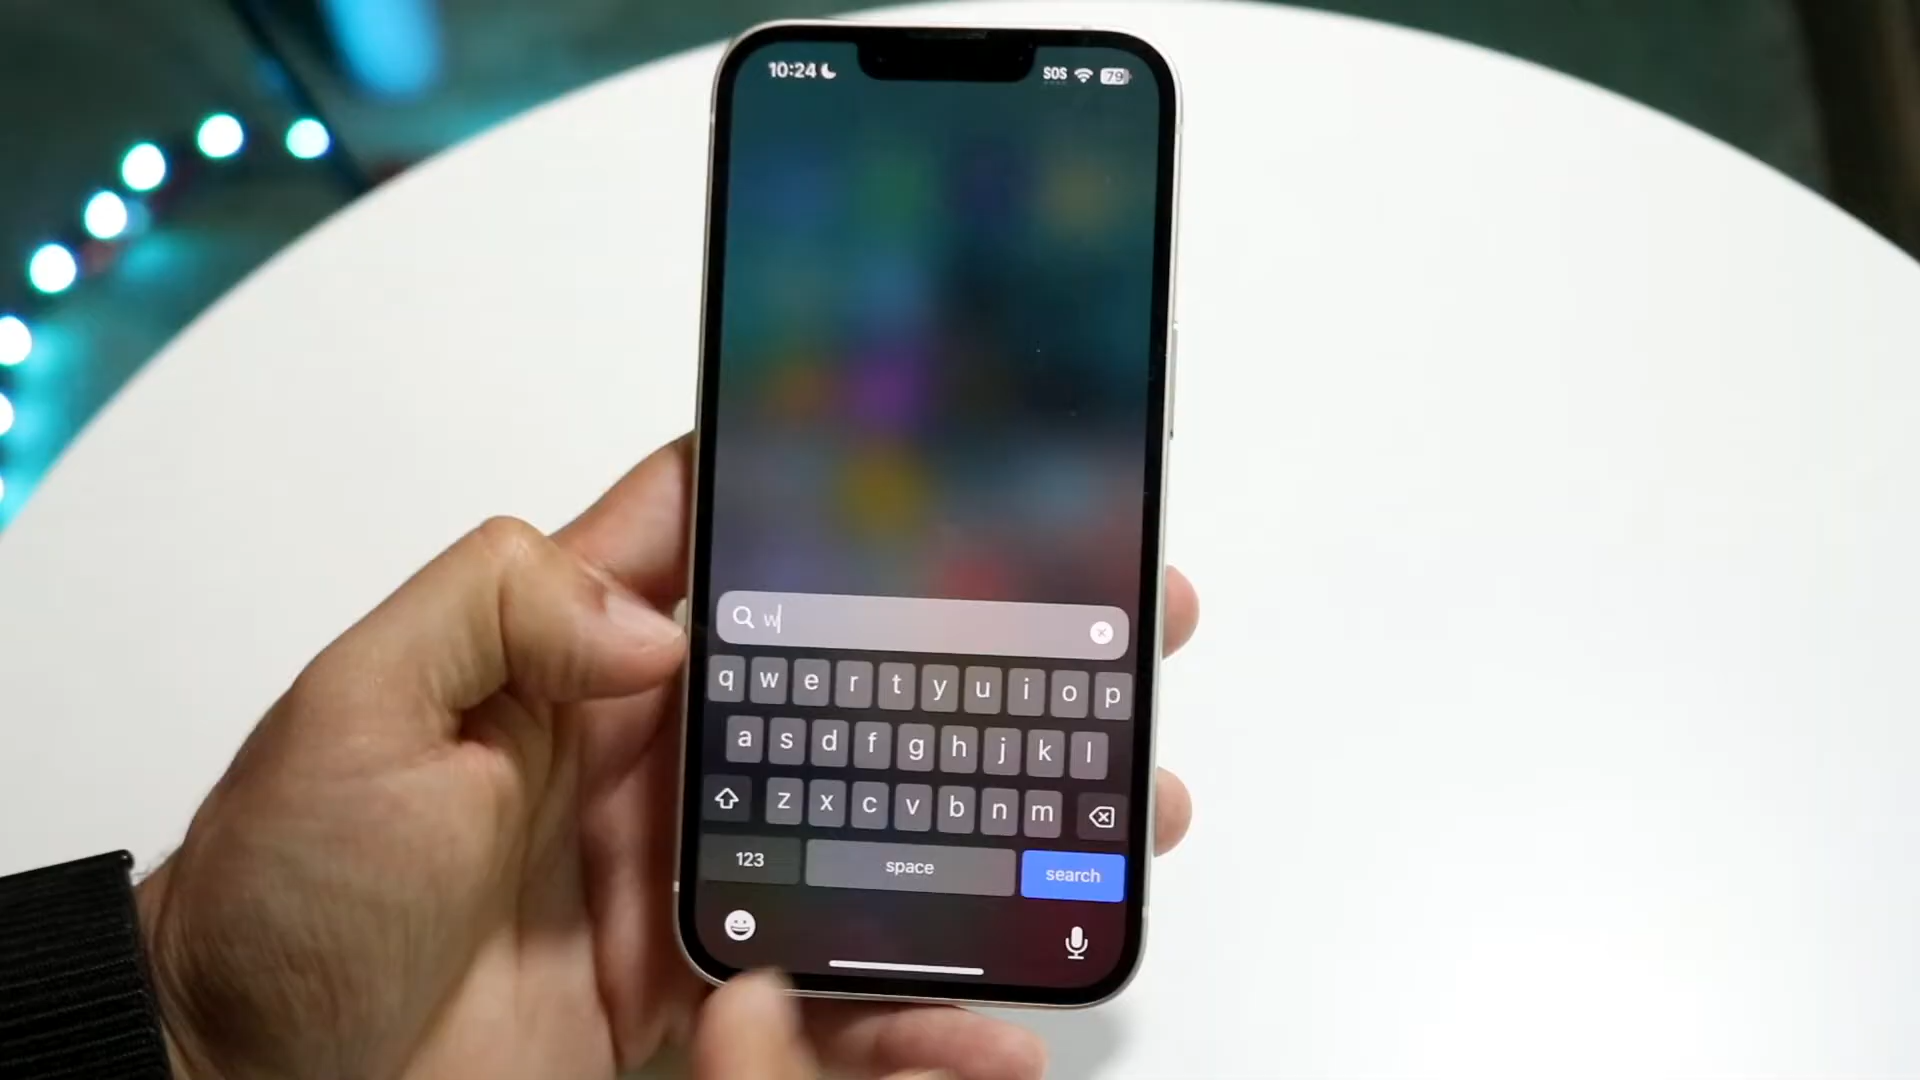 10:24 SOS 79
w
q w e r t y u i o p
a s d f g h j k l
z x c v b n m
123 space search